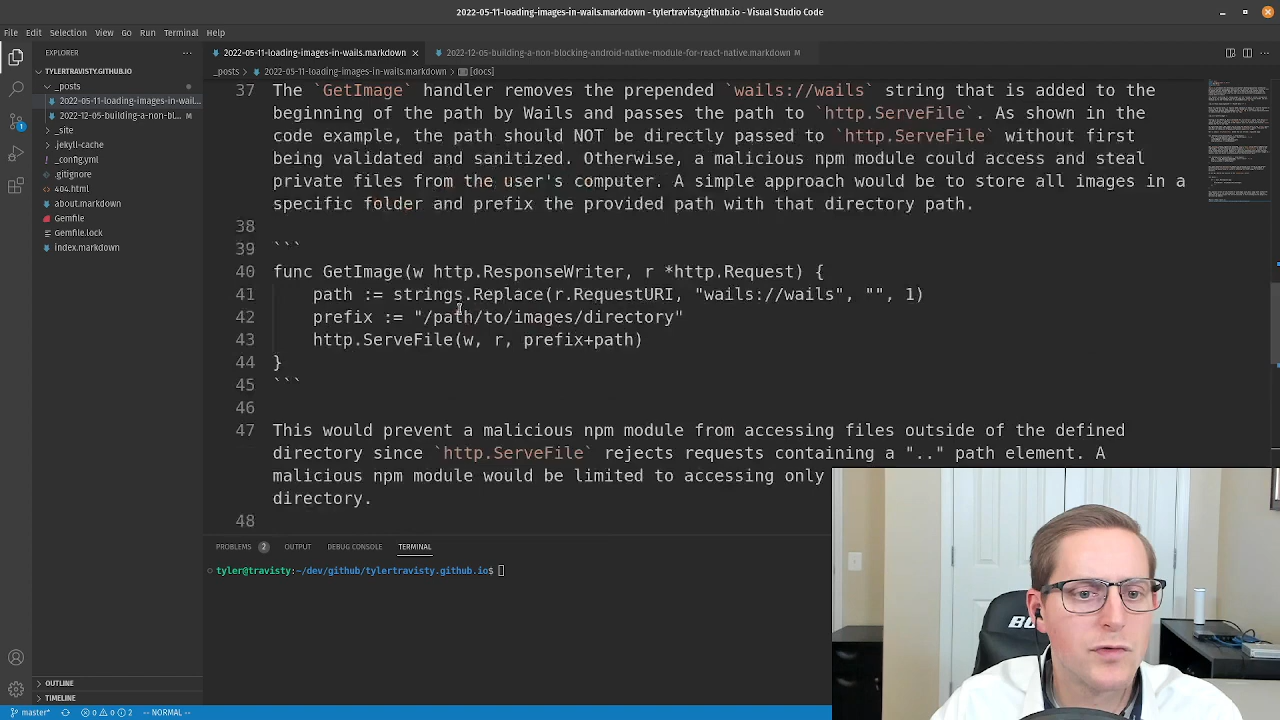 2022-05-11-loading-images-in-wails.markdown - tylertravisty.github.io - Visual Studio Code
File Edit Selection View Go Run Terminal Help
EXPLORER
2022-05-11-loading-images-in-wails.markdown
2022-12-05-building-a-non-blocking-android-native-module-for-react-native.markdown M
TYLERTRAVISTY.GITHUB.IO
_posts > 2022-05-11-loading-images-in-wails.markdown > [docs]
_posts
2022-05-11-loading-images-in-wail...
2022-12-05-building-a-non-bl... M
_site
.jekyll-cache
_config.yml
.gitignore
404.html
about.markdown
Gemfile
Gemfile.lock
index.markdown
OUTLINE
TIMELINE
37 The `GetImage` handler removes the prepended `wails://wails` string that is added to the
beginning of the path by Wails and passes the path to `http.ServeFile`. As shown in the
code example, the path should NOT be directly passed to `http.ServeFile` without first
being validated and sanitized. Otherwise, a malicious npm module could access and steal
private files from the user's computer. A simple approach would be to store all images in a
specific folder and prefix the provided path with that directory path.
38
39 ```
40 func GetImage(w http.ResponseWriter, r *http.Request) {
41 path := strings.Replace(r.RequestURI, "wails://wails", "", 1)
42 prefix := "/path/to/images/directory"
43 http.ServeFile(w, r, prefix+path)
44 }
45 ```
46
47 This would prevent a malicious npm module from accessing files outside of the defined
directory since `http.ServeFile` rejects requests containing a ".." path element. A
malicious npm module would be limited to accessing only
directory.
48
PROBLEMS 2 OUTPUT DEBUG CONSOLE TERMINAL
tyler@travisty:~/dev/github/tylertravisty.github.io$
1
master* 0 0 2 -- NORMAL --